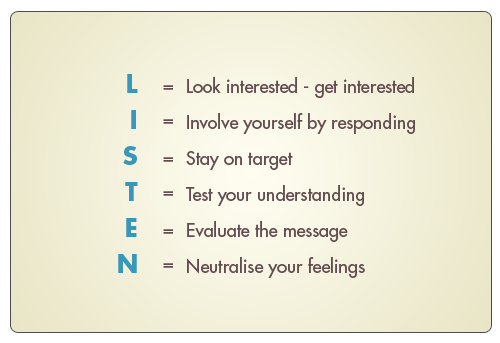 L = Look interested - get interested
I = Involve yourself by responding
S = Stay on target
T = Test your understanding
E = Evaluate the message
N = Neutralise your feelings